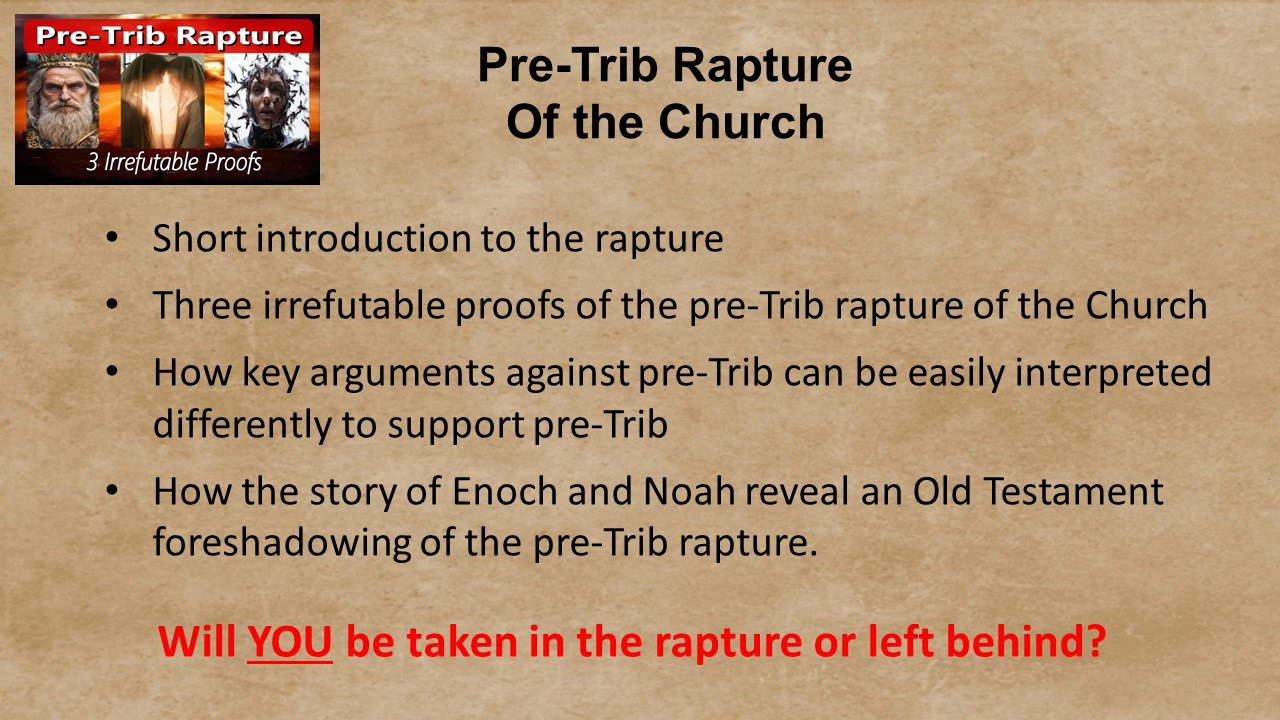 Pre-Trib Rapture
3 Irrefutable Proofs
Pre-Trib Rapture
Of the Church
• Short introduction to the rapture
• Three irrefutable proofs of the pre-Trib rapture of the Church
• How key arguments against pre-Trib can be easily interpreted
differently to support pre-Trib
• How the story of Enoch and Noah reveal an Old Testament
foreshadowing of the pre-Trib rapture.
Will YOU be taken in the rapture or left behind?